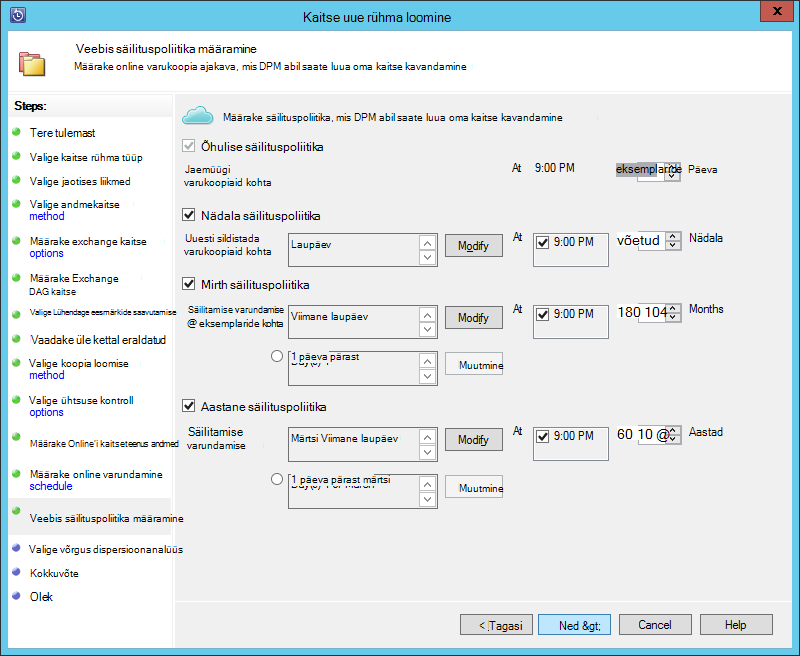 Kaitse uue rühma loomine
Veebis säilituspoliitika määramine
Määrake online varukoopia ajakava, mis DPM abil saate luua oma kaitse kavandamine
Steps:
Tere tulemast
Valige kaitse rühma tüüp
Valige jaotises liikmed
Valige andmekaitse
method
Määrake exchange kaitse
options
Määrake Exchange
DAG kaitse
Valige Lühendage eesmärkide saavutamise
Vaadake üle kettal eraldatud
Valige koopia loomise
method
Valige ühtsuse kontroll
options
Määrake Online'i kaitseteenus andmed
Määrake online varundamine
schedule
Veebis säilituspoliitika määramine
Valige võrgus dispersioonanalüüs
Kokkuvõte
Olek
Määrake säilituspoliitika, mis DPM abil saate luua oma kaitse kavandamine
Õhulise säilituspoliitika
Jaemüügi
varukoopiaid kohta
At 9:00 PM eksemplaride Päeva
Nädala säilituspoliitika
Uuesti sildistada
varukoopiaid kohta
Laupäev Modify At 9:00 PM võetud Nädala
Mirth säilituspoliitika
Säilitamise varundamise
@ eksemplaride kohta
Viimane laupäev Modify At 9:00 PM 180 104 Months
1 päeva pärast Muutmine
Aastane säilituspoliitika
Säilitamise
varundamise
Märtsi Viimane laupäev Modify At 9:00 PM 60 10 @ Aastad
1 päeva pärast märtsi Muutmine
< Tagasi Ned &gt; Cancel Help